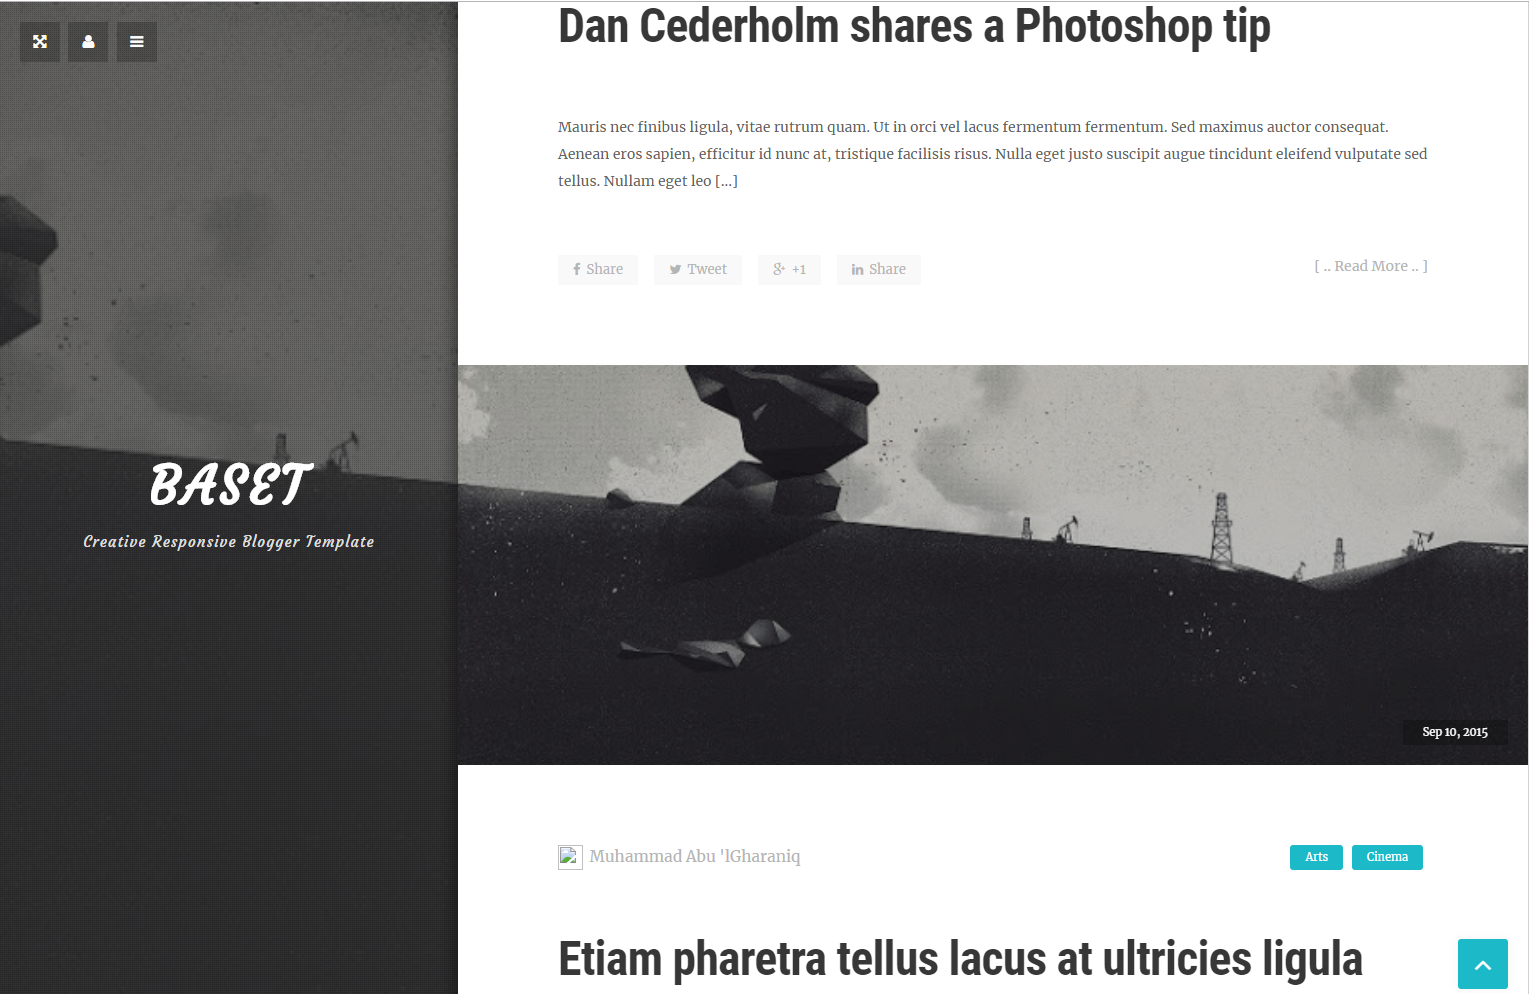 BASET
Creative Responsive Blogger Template
Dan Cederholm shares a Photoshop tip
Mauris nec finibus ligula, vitae rutrum quam. Ut in orci vel lacus fermentum fermentum. Sed maximus auctor consequat.
Aenean eros sapien, efficitur id nunc at, tristique facilisis risus. Nulla eget justo suscipit augue tincidunt eleifend vulputate sed
tellus. Nullam eget leo [...]
Share Tweet +1 Share [ .. Read More .. ]
Sep 10, 2015
Muhammad Abu 'lGharaniq Arts Cinema
Etiam pharetra tellus lacus at ultricies ligula